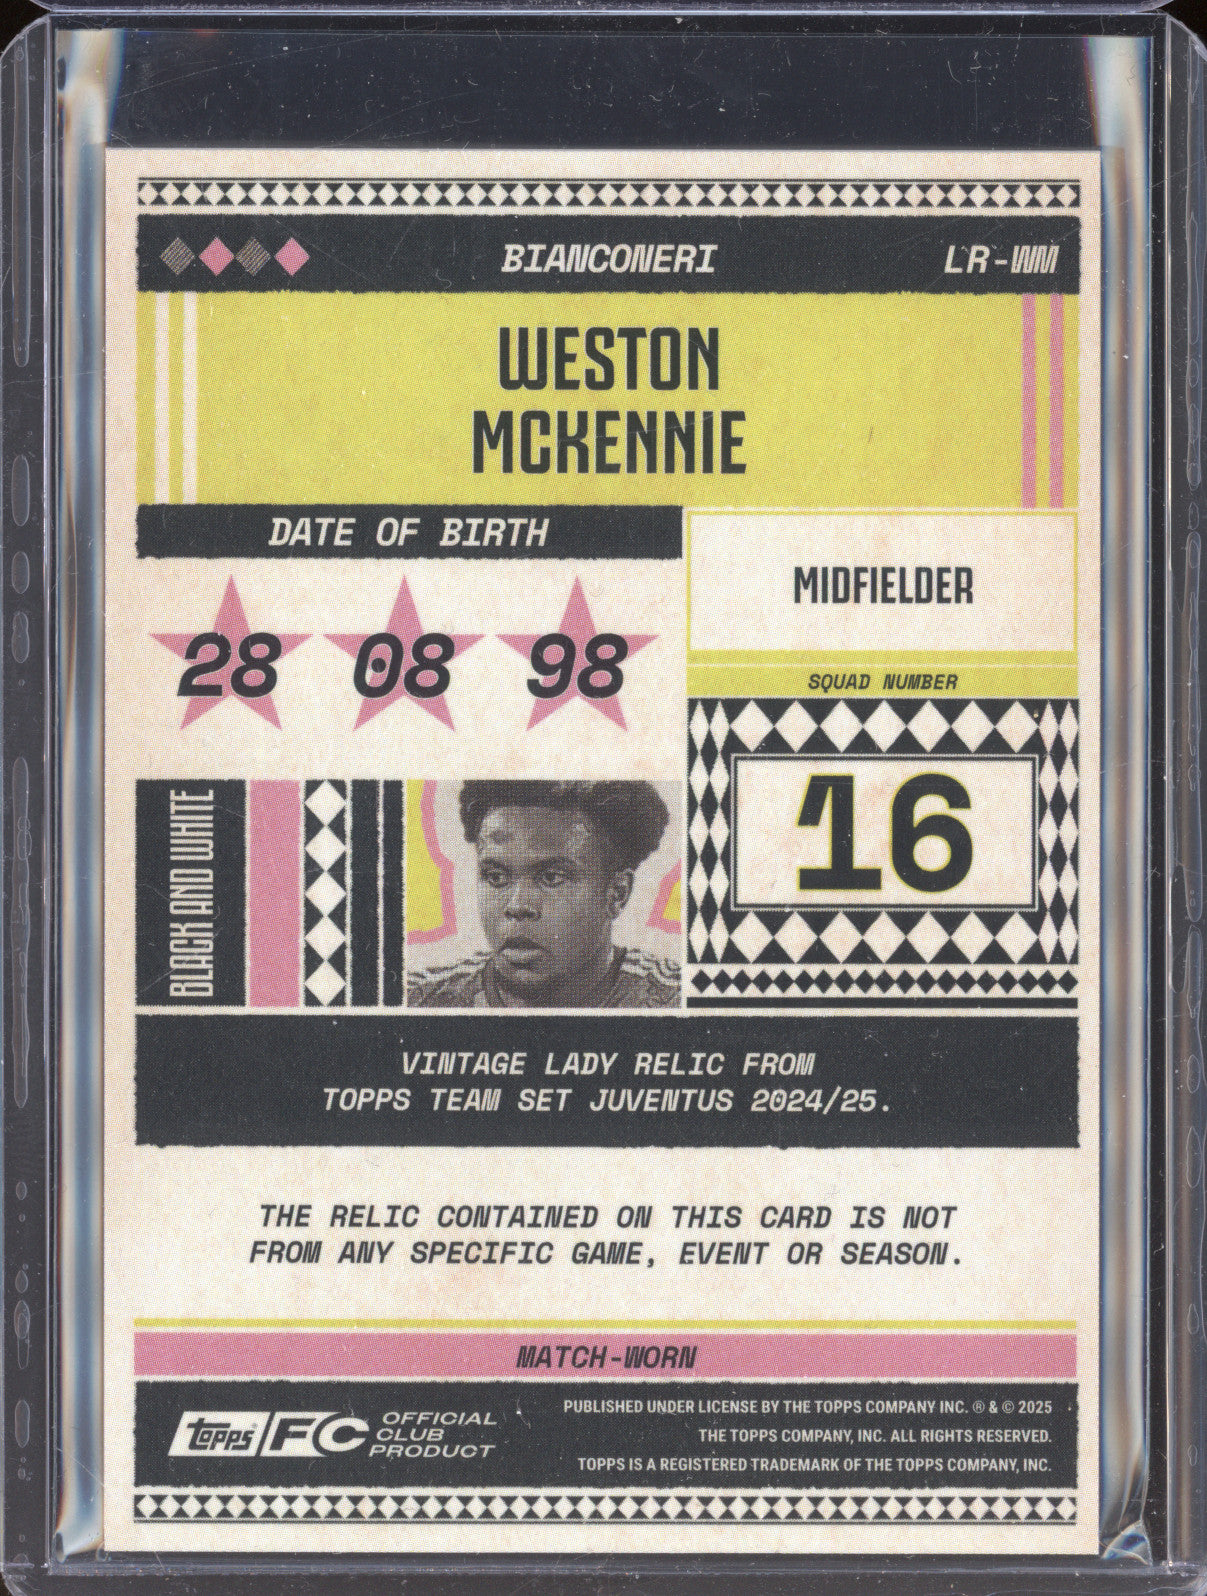 BIANCONERI
LR-WM
WESTON
MCKENNIE
DATE OF BIRTH
28 08 98
MIDFIELDER
SQUAD NUMBER
16
BLACK AND WHITE
VINTAGE LADY RELIC FROM
TOPPS TEAM SET JUVENTUS 2024/25.
THE RELIC CONTAINED ON THIS CARD IS NOT
FROM ANY SPECIFIC GAME, EVENT OR SEASON.
MATCH-WORN
topps FC OFFICIAL
CLUB
PRODUCT
PUBLISHED UNDER LICENSE BY THE TOPPS COMPANY INC. ® & © 2025
THE TOPPS COMPANY, INC. ALL RIGHTS RESERVED.
TOPPS IS A REGISTERED TRADEMARK OF THE TOPPS COMPANY, INC.